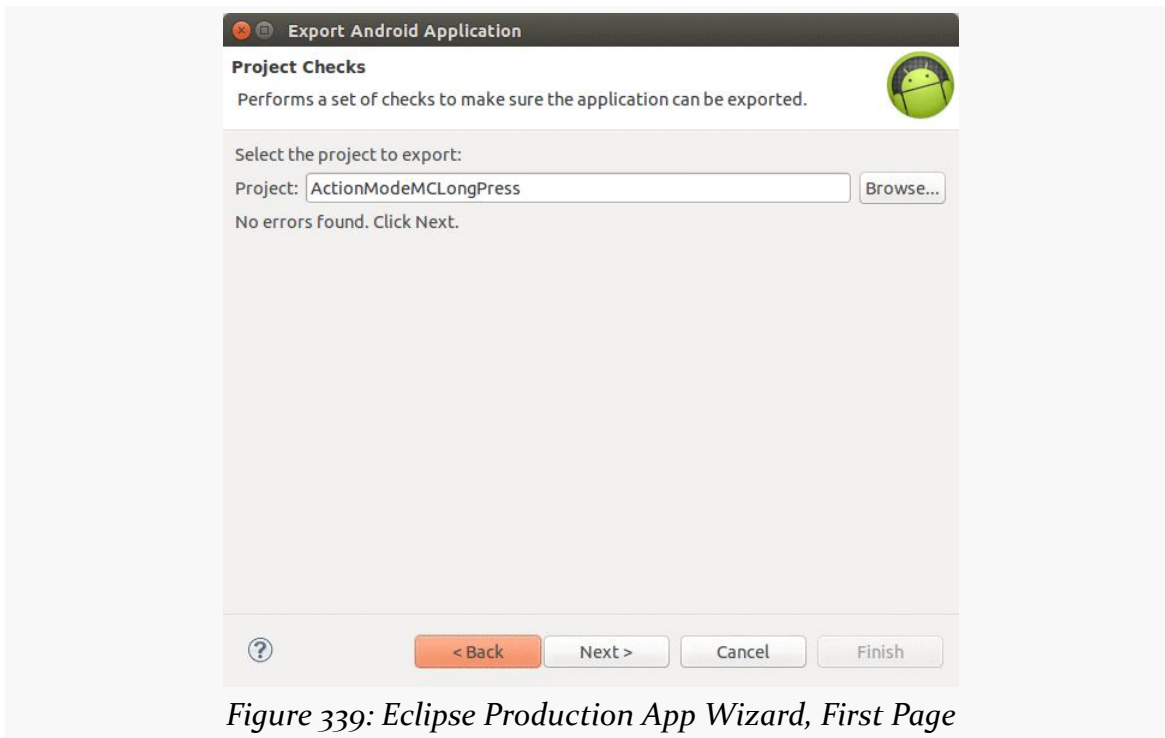 Export Android Application
Project Checks
Performs a set of checks to make sure the application can be exported.
Select the project to export:
Project: ActionModeMCLongPress Browse...
No errors found. Click Next.
? < Back Next > Cancel Finish
Figure 339: Eclipse Production App Wizard, First Page